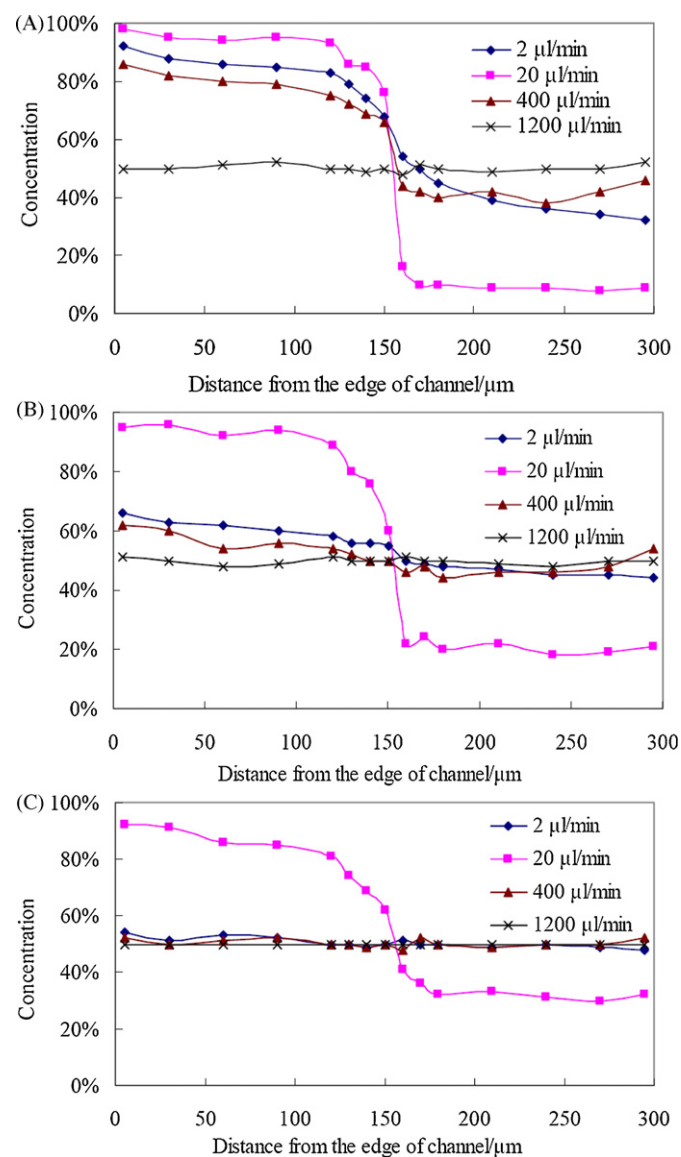 (A)
100%
80%
60%
40%
20%
0%
Concentration
2 µl/min
20 µl/min
400 µl/min
1200 µl/min
0 50 100 150 200 250 300
Distance from the edge of channel/µm
(B)
100%
80%
60%
40%
20%
0%
Concentration
2 µl/min
20 µl/min
400 µl/min
1200 µl/min
0 50 100 150 200 250 300
Distance from the edge of channel/µm
(C)
100%
80%
60%
40%
20%
0%
Concentration
2 µl/min
20 µl/min
400 µl/min
1200 µl/min
0 50 100 150 200 250 300
Distance from the edge of channel/µm